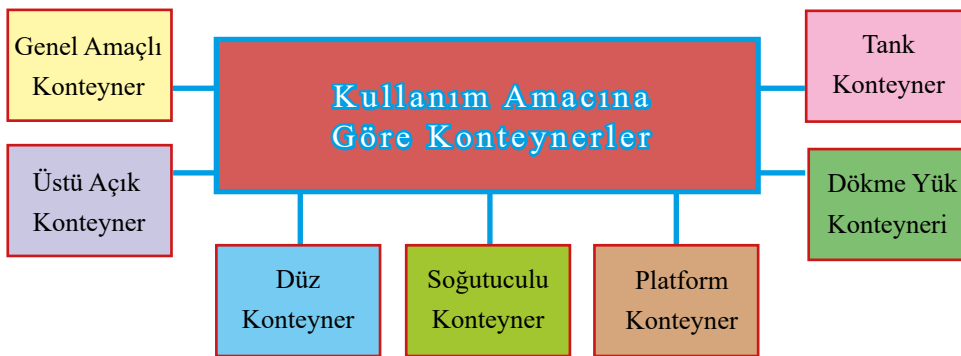 Genel Amaçlı
Konteyner
Kullanım Amacına
Göre Konteynerler
Tank
Konteyner
Üstü Açık
Konteyner
Dökme Yük
Konteyneri
Düz
Konteyner
Soğutuculu
Konteyner
Platform
Konteyner